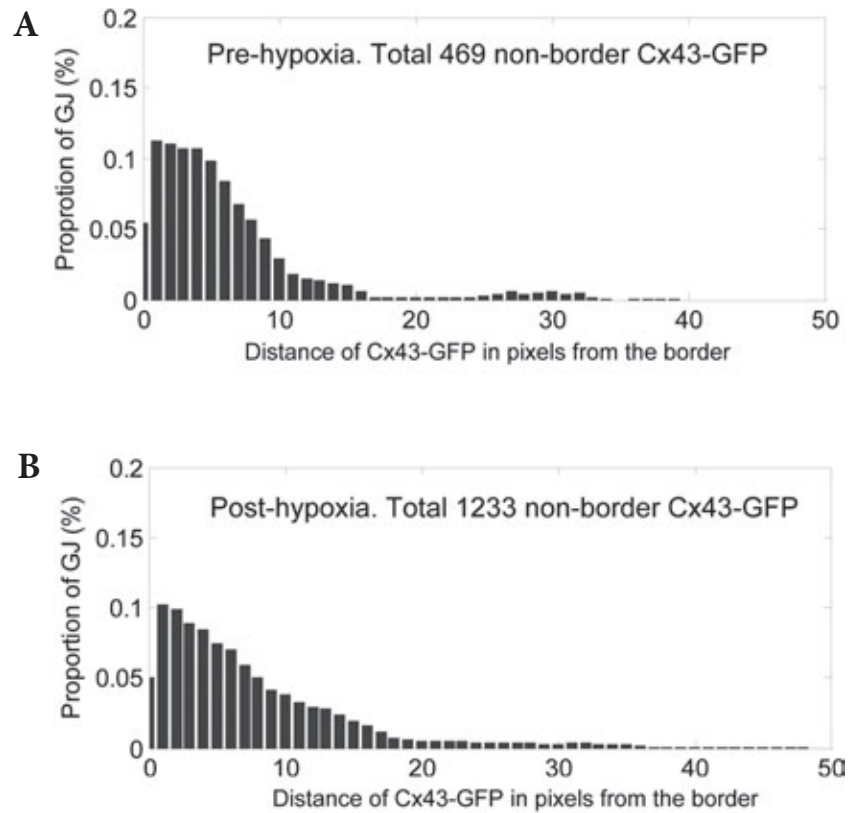 A
Pre-hypoxia. Total 469 non-border Cx43-GFP
Proprotion of GJ (%)
0.2
0.15
0.1
0.05
0
0 10 20 30 40 50
Distance of Cx43-GFP in pixels from the border
B
Post-hypoxia. Total 1233 non-border Cx43-GFP
Proportion of GJ (%)
0.2
0.15
0.1
0.05
0
0 10 20 30 40 50
Distance of Cx43-GFP in pixels from the border